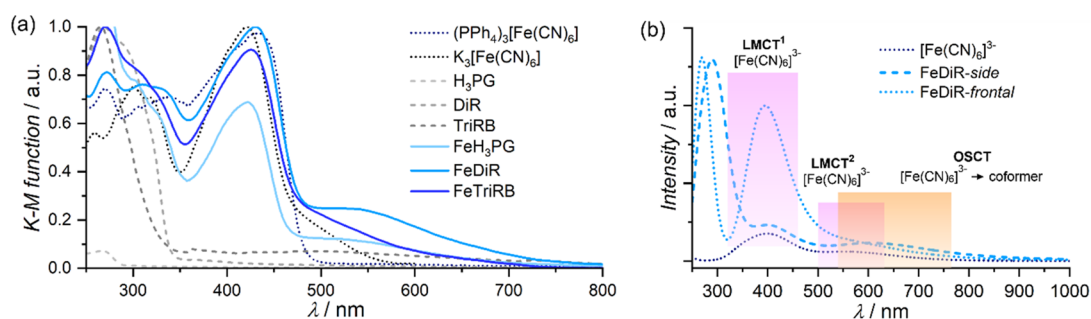 (a)
K-M function / a.u.
1.0
0.8
0.6
0.4
0.2
0.0
300
400
500
600
700
800
λ / nm
(PPh₄)₃[Fe(CN)₆]
K₃[Fe(CN)₆]
H₃PG
DiR
TriRB
FeH₃PG
FeDiR
FeTriRB
(b)
Intensity / a.u.
LMCT¹
[Fe(CN)₆]³⁻
LMCT²
[Fe(CN)₆]³⁻
OSCT
[Fe(CN)₆]³⁻ → coformer
[Fe(CN)₆]³⁻
FeDiR-side
FeDiR-frontal
300
400
500
600
700
800
900
1000
λ / nm